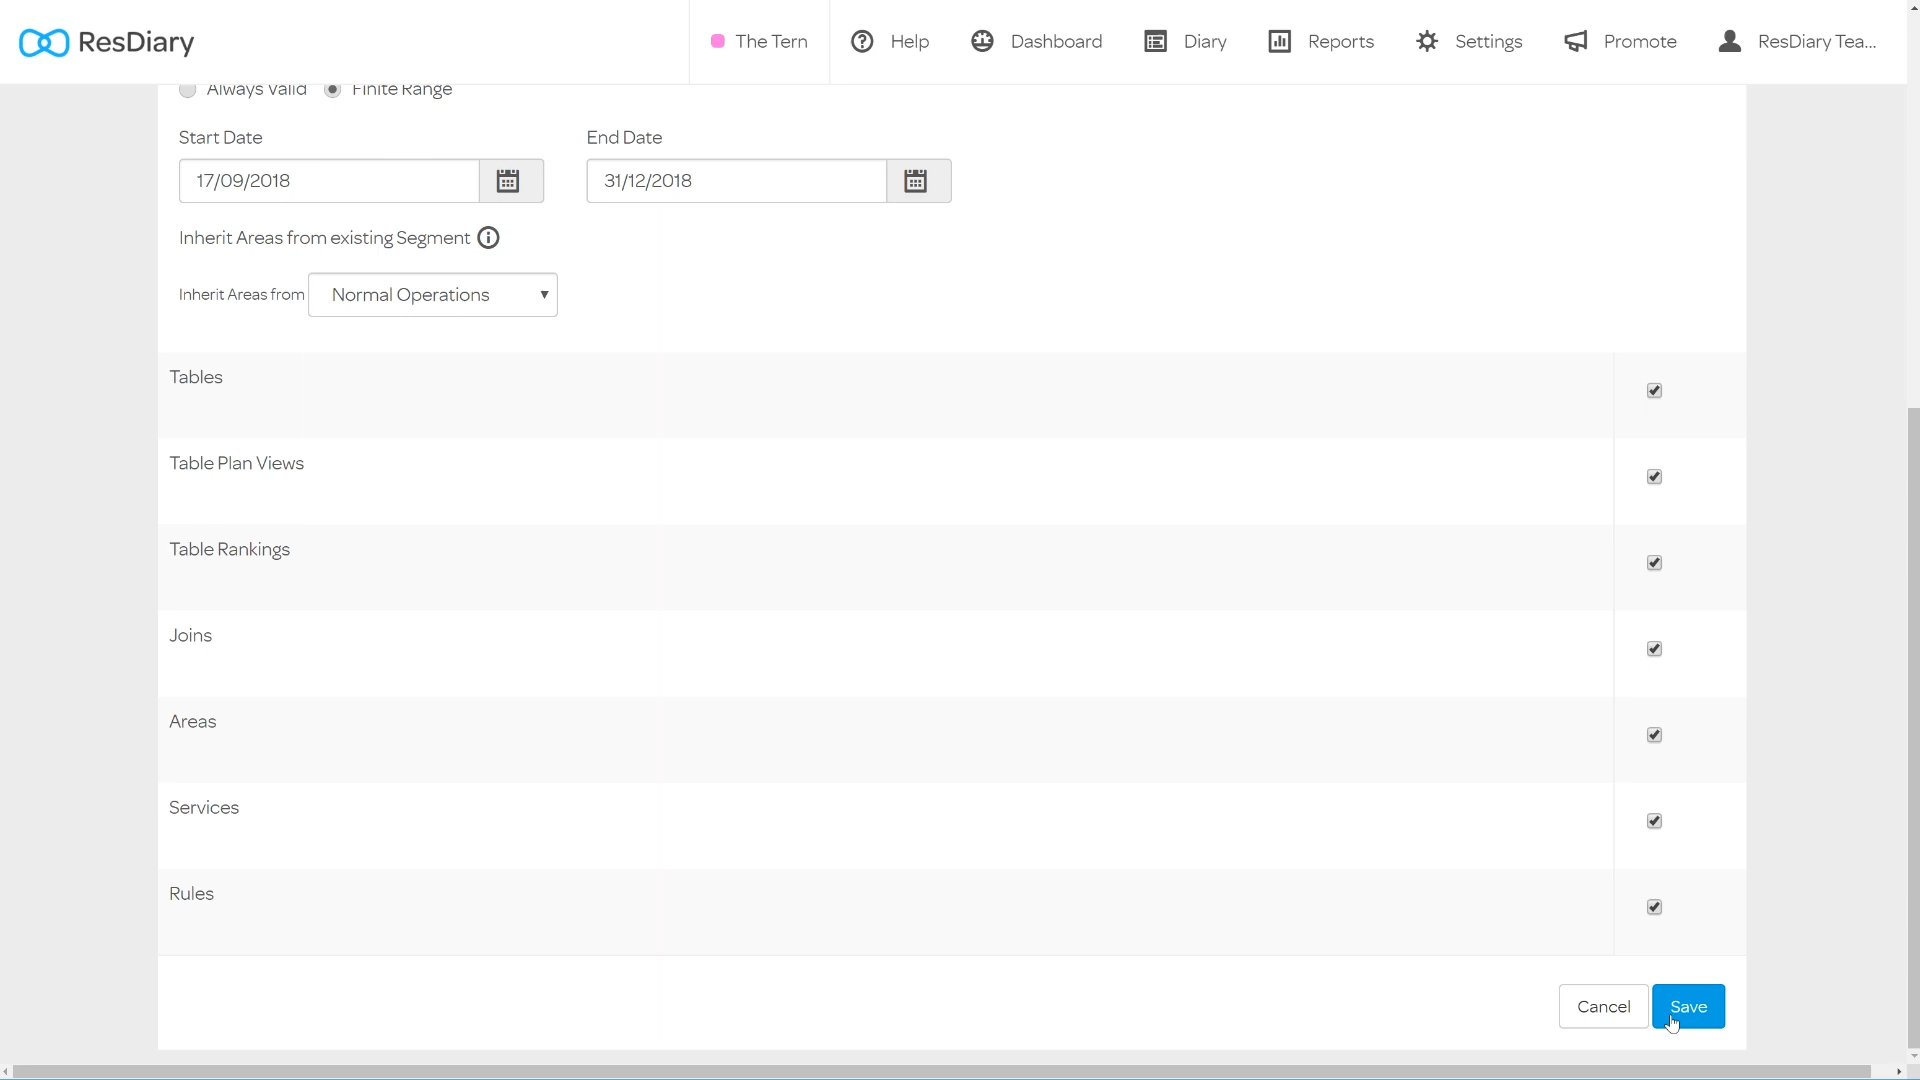 ResDiary
The Tern
Help
Dashboard
Diary
Reports
Settings
Promote
ResDiary Tea...
Always Valid
Finite Range
Start Date
End Date
17/09/2018
31/12/2018
Inherit Areas from existing Segment
Inherit Areas from
Normal Operations
Tables
Table Plan Views
Table Rankings
Joins
Areas
Services
Rules
Cancel
Save